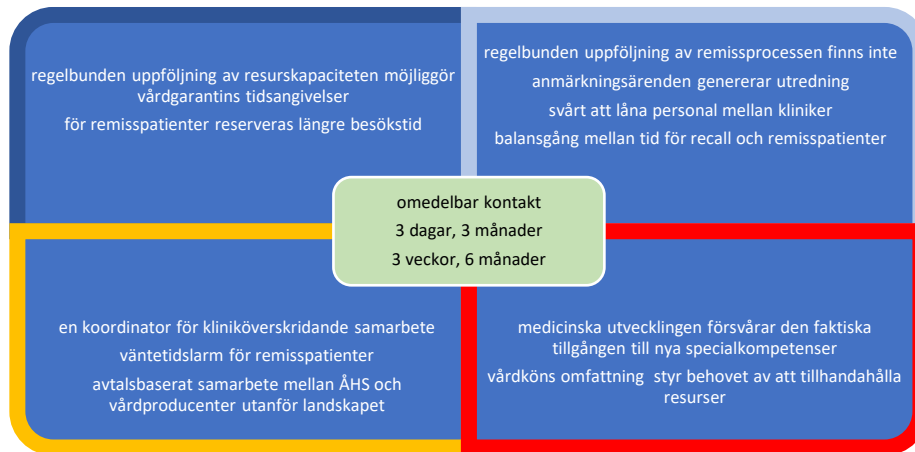 regelbunden uppföljning av resurskapaciteten möjliggör
vårdgarantins tidsangivelser
för remisspatienter reserveras längre besökstid
regelbunden uppföljning av remissprocessen finns inte
anmärkningsärenden genererar utredning
svårt att låna personal mellan kliniker
balansgång mellan tid för recall och remisspatienter
omedelbar kontakt
3 dagar, 3 månader
3 veckor, 6 månader
en koordinator för kliniköverskridande samarbete
väntetidslarm för remisspatienter
avtalsbaserat samarbete mellan ÅHS och
vårdproducenter utanför landskapet
medicinska utvecklingen försvårar den faktiska
tillgången till nya specialkompetenser
vårdköns omfattning  styr behovet av att tillhandahålla
resurser